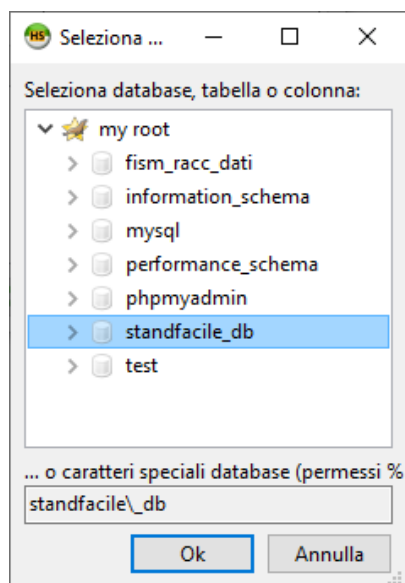 HS Seleziona ...
Seleziona database, tabella o colonna:
my root
fism_racc_dati
information_schema
mysql
performance_schema
phpmyadmin
standfacile_db
test
... o caratteri speciali database (permessi %
standfacile\_db
Ok Annulla